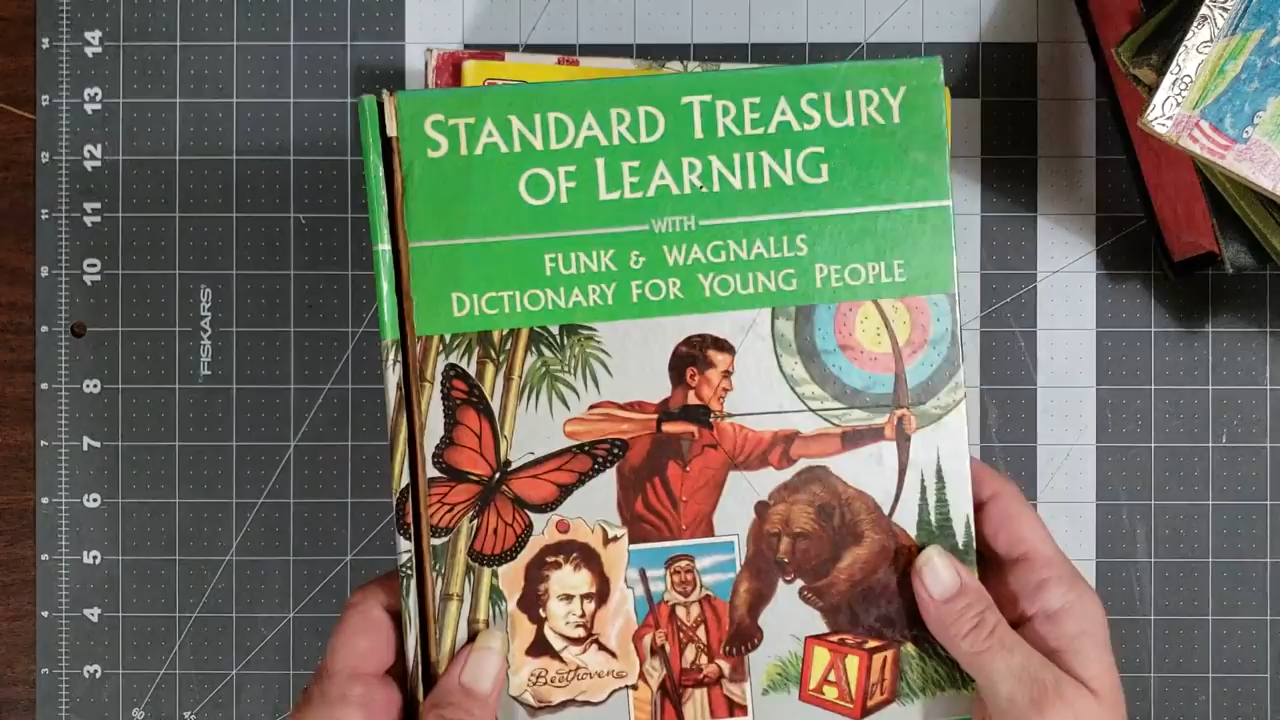 STANDARD TREASURY
OF LEARNING
WITH
FUNK & WAGNALLS
DICTIONARY FOR YOUNG PEOPLE
Beethoven
A
A
FISKARS®
14
13
12
11
10
9
8
7
6
5
4
3